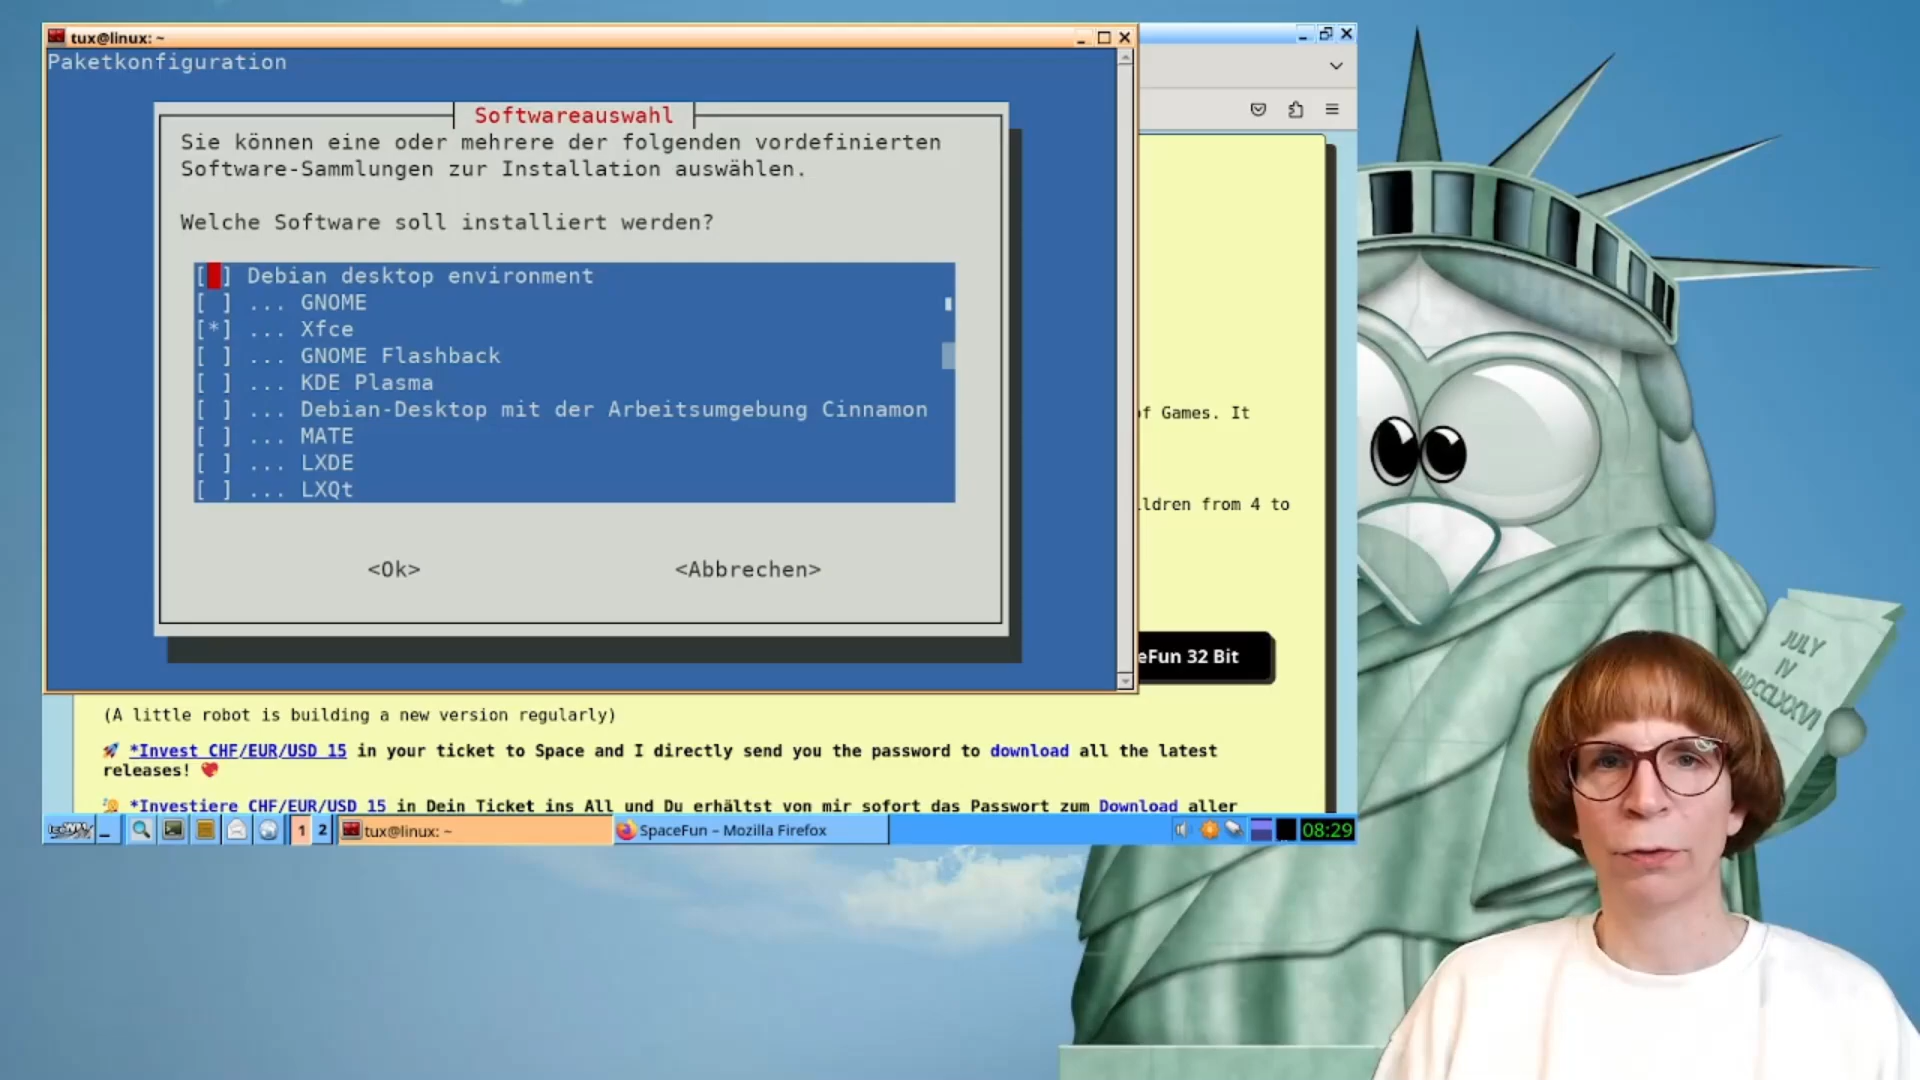 tux@linux: ~
Paketkonfiguration
Softwareauswahl
Sie können eine oder mehrere der folgenden vordefinierten
Software-Sammlungen zur Installation auswählen.
Welche Software soll installiert werden?
[ ] Debian desktop environment
[ ] ... GNOME
[*] ... Xfce
[ ] ... GNOME Flashback
[ ] ... KDE Plasma
[ ] ... Debian-Desktop mit der Arbeitsumgebung Cinnamon
[ ] ... MATE
[ ] ... LXDE
[ ] ... LXQt
<Ok> <Abbrechen>
of Games. It
ldren from 4 to
eFun 32 Bit
(A little robot is building a new version regularly)
*Invest CHF/EUR/USD 15 in your ticket to Space and I directly send you the password to download all the latest
releases!
*Investiere CHF/EUR/USD 15 in Dein Ticket ins All und Du erhältst von mir sofort das Passwort zum Download aller
IceWM 1 2 tux@linux: ~ SpaceFun – Mozilla Firefox 08:29
JULY
IV
MDCCLXXVI